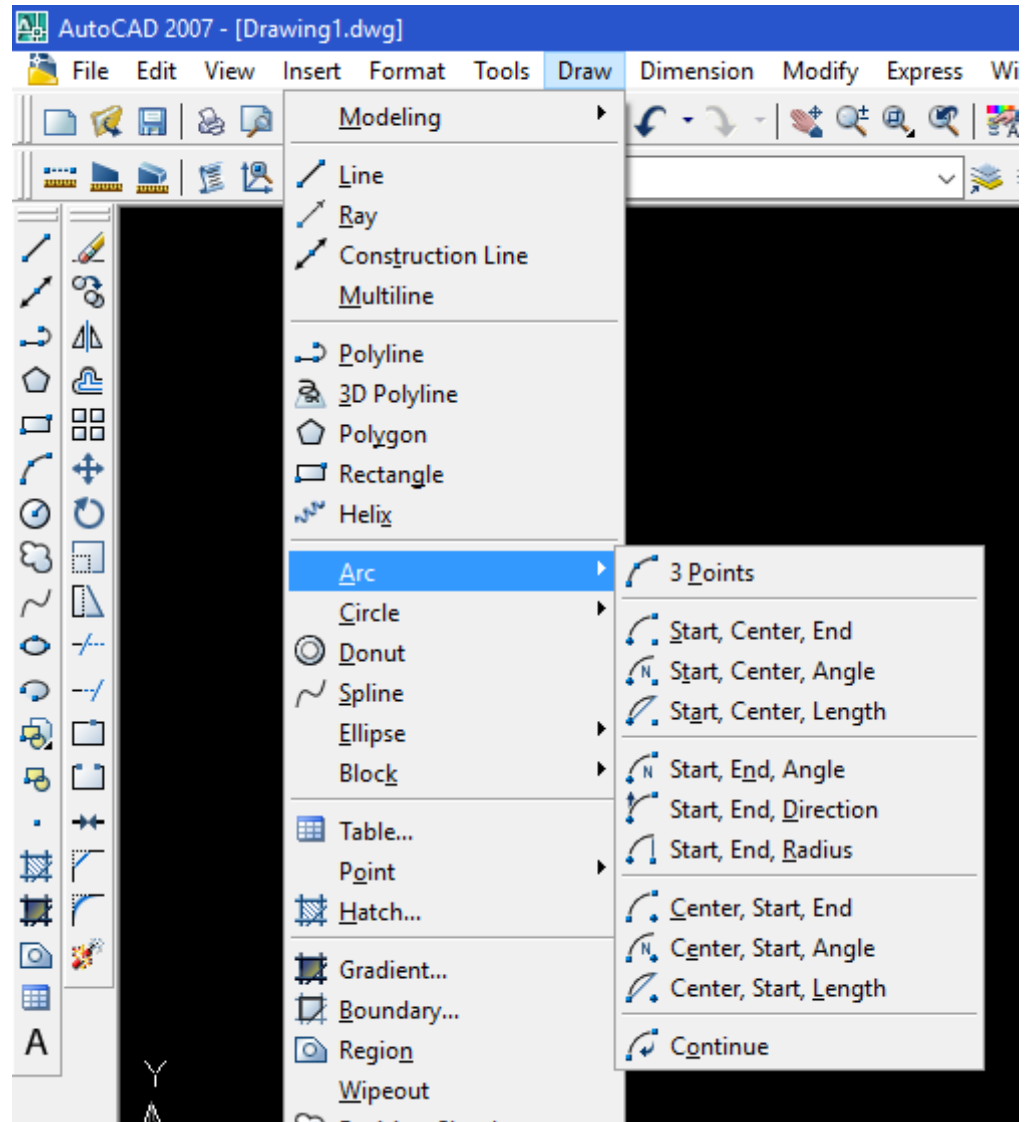 AutoCAD 2007 - [Drawing1.dwg]
File Edit View Insert Format Tools Draw Dimension Modify Express Wi
Modeling
Line
Ray
Construction Line
Multiline
Polyline
3D Polyline
Polygon
Rectangle
Helix
Arc
Circle
Donut
Spline
Ellipse
Block
Table...
Point
Hatch...
Gradient...
Boundary...
Region
Wipeout
3 Points
Start, Center, End
Start, Center, Angle
Start, Center, Length
Start, End, Angle
Start, End, Direction
Start, End, Radius
Center, Start, End
Center, Start, Angle
Center, Start, Length
Continue
A
Y